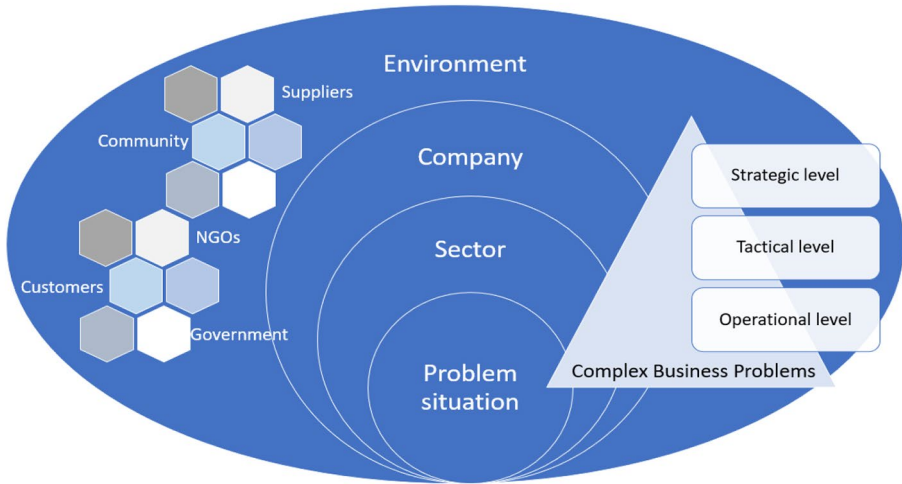 Environment
Suppliers
Community
NGOs
Customers
Government
Company
Sector
Problem
situation
Strategic level
Tactical level
Operational level
Complex Business Problems